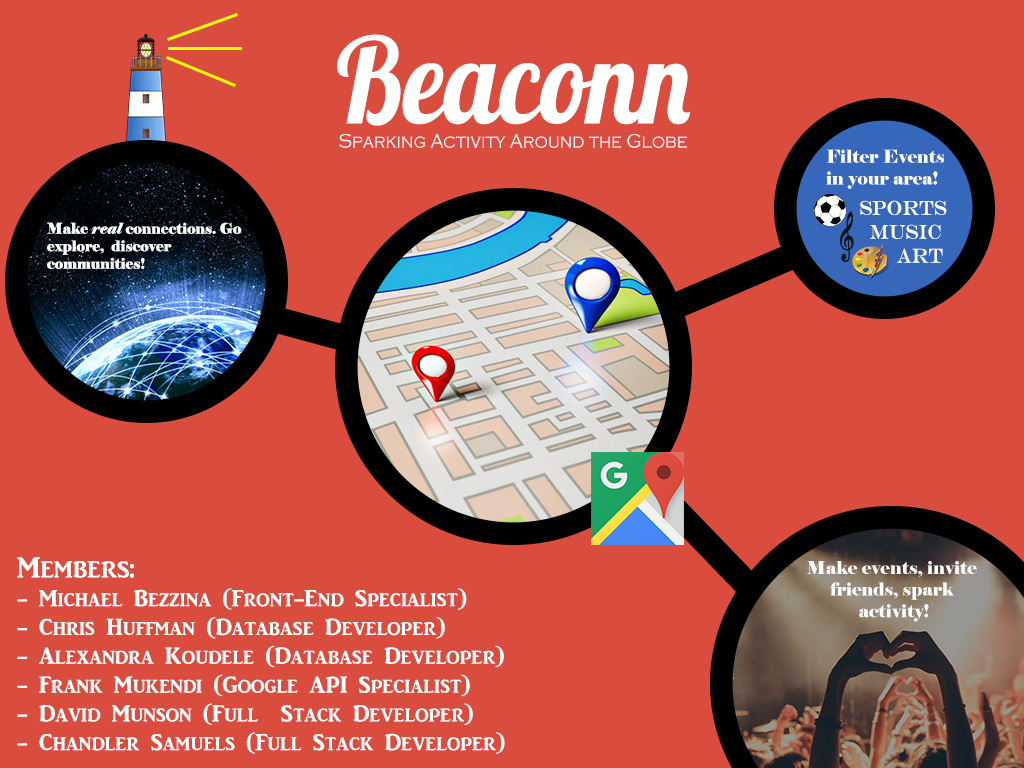 Beaconn
Sparking Activity Around the Globe
Make real connections. Go
explore, discover
communities!
Filter Events
in your area!
SPORTS
MUSIC
ART
G
Make events, invite
friends, spark
activity!
Members:
- Michael Bezzina (Front-End Specialist)
- Chris Huffman (Database Developer)
- Alexandra Koudele (Database Developer)
- Frank Mukendi (Google API Specialist)
- David Munson (Full Stack Developer)
- Chandler Samuels (Full Stack Developer)